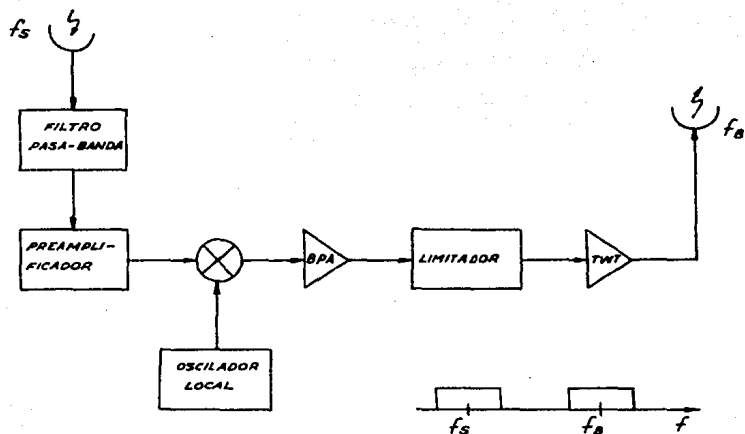 fs
FILTRO
PASA-BANDA
fB
PREAMPLI-
FICADOR
BPA
LIMITADOR
TWT
OSCILADOR
LOCAL
fs fB f